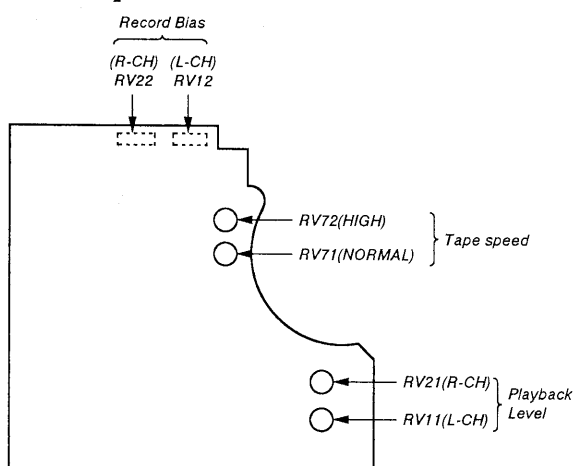 Record Bias
(R-CH) (L-CH)
RV22 RV12
RV72(HIGH)
RV71(NORMAL)
Tape speed
RV21(R-CH)
RV11(L-CH)
Playback
Level